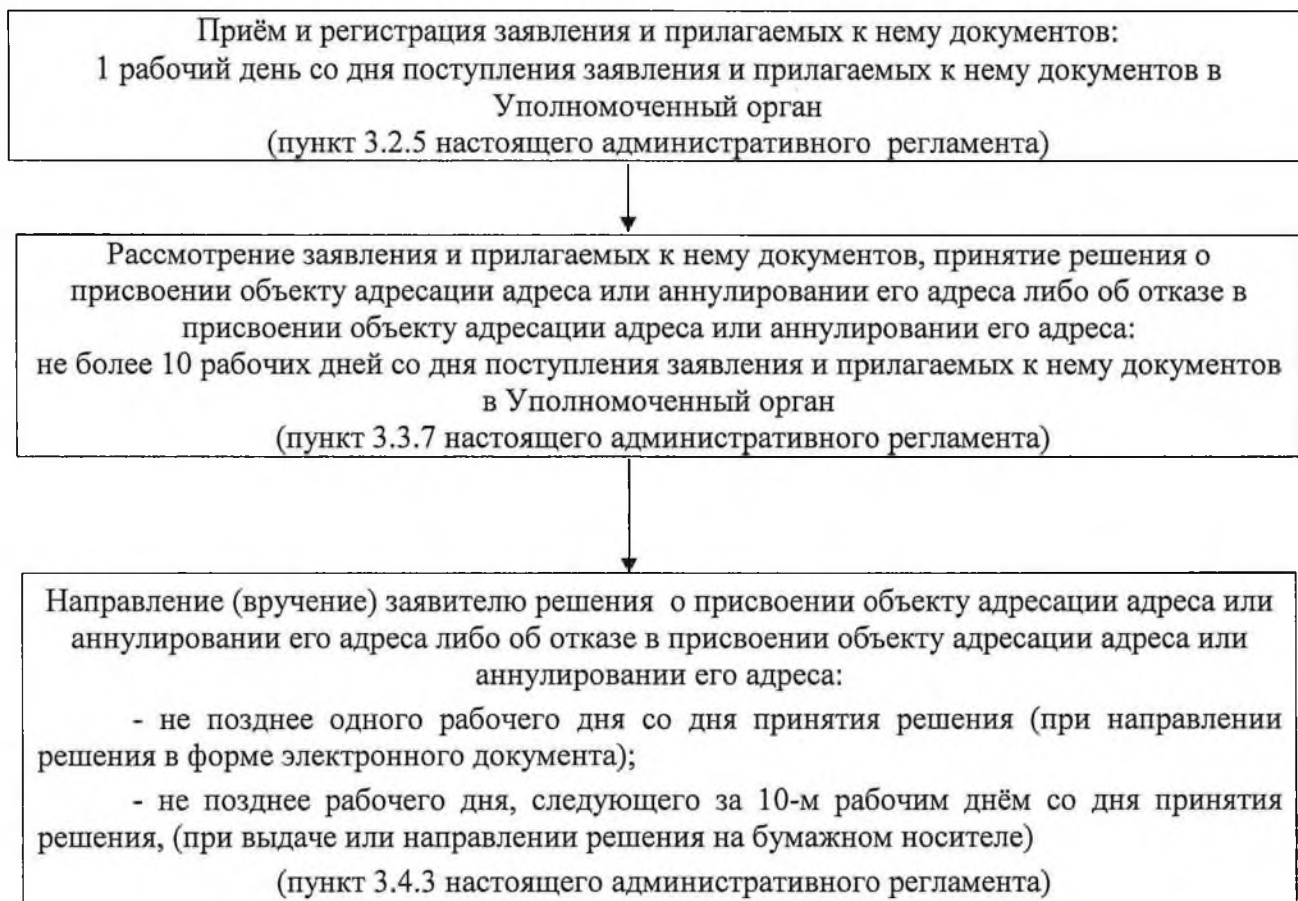 Приём и регистрация заявления и прилагаемых к нему документов:
1 рабочий день со дня поступления заявления и прилагаемых к нему документов в
Уполномоченный орган
(пункт 3.2.5 настоящего административного регламента)
Рассмотрение заявления и прилагаемых к нему документов, принятие решения о
присвоении объекту адресации адреса или аннулировании его адреса либо об отказе в
присвоении объекту адресации адреса или аннулировании его адреса:
не более 10 рабочих дней со дня поступления заявления и прилагаемых к нему документов
в Уполномоченный орган
(пункт 3.3.7 настоящего административного регламента)
Направление (вручение) заявителю решения о присвоении объекту адресации адреса или
аннулировании его адреса либо об отказе в присвоении объекту адресации адреса или
аннулировании его адреса:
- не позднее одного рабочего дня со дня принятия решения (при направлении
решения в форме электронного документа);
- не позднее рабочего дня, следующего за 10-м рабочим днём со дня принятия
решения, (при выдаче или направлении решения на бумажном носителе)
(пункт 3.4.3 настоящего административного регламента)